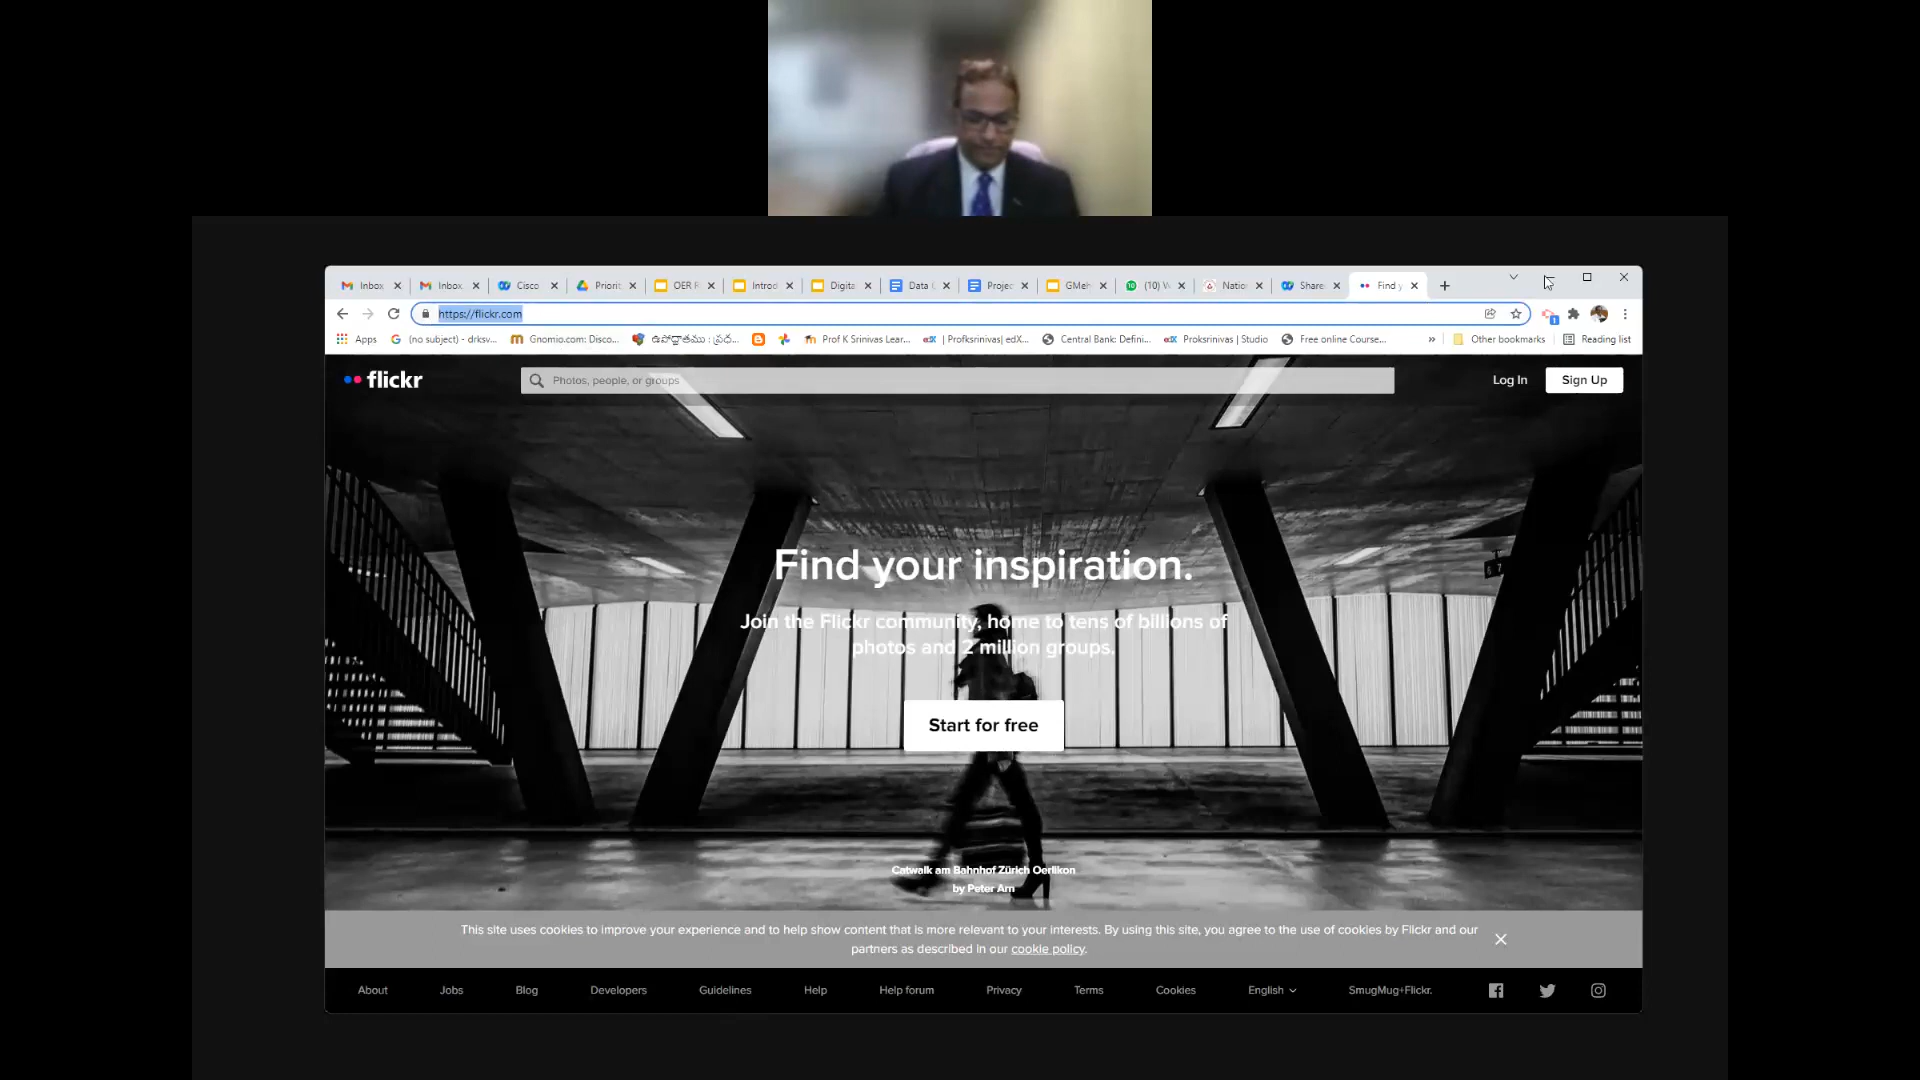 Inbox
Inbox
Cisco
Priorit
OER R
Introd
Digita
Data (
Projec
GMeh
(10) W
Natio
Share
Find y
https://flickr.com
Apps
(no subject) - drksv...
Gnomio.com: Disco...
ఉపోద్ఘాతము : ప్రథ...
Prof K Srinivas Lear...
| Profksrinivas| edX...
Central Bank: Defini...
Proksrinivas | Studio
Free online Course...
»
Other bookmarks
Reading list
flickr
Photos, people, or groups
Log In
Sign Up
Find your inspiration.
Join the Flickr community, home to tens of billions of
photos and 2 million groups.
Start for free
Catwalk am Bahnhof Zürich Oerlikon
by Peter Arn
This site uses cookies to improve your experience and to help show content that is more relevant to your interests. By using this site, you agree to the use of cookies by Flickr and our
partners as described in our cookie policy.
About
Jobs
Blog
Developers
Guidelines
Help
Help forum
Privacy
Terms
Cookies
English
SmugMug+Flickr.